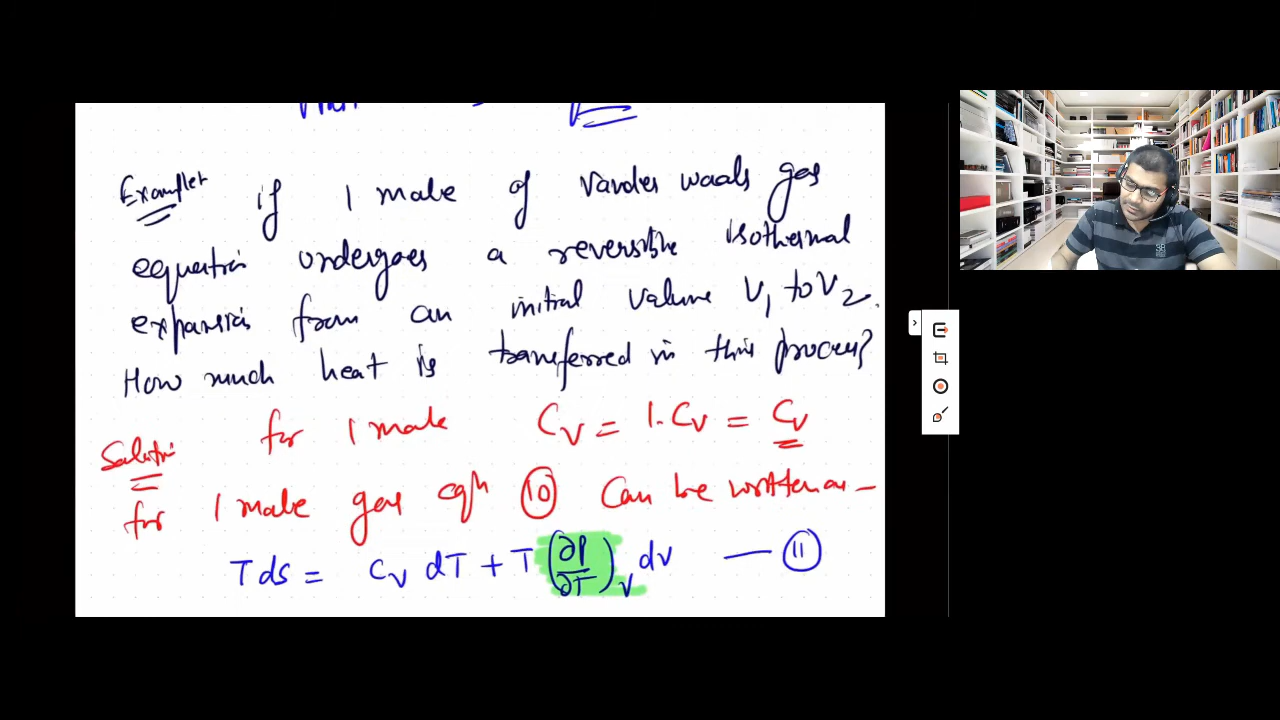 Example:
if 1 mole of Vander waals gas
equation undergoes a reversible isothermal
expansion from an initial volume V₁ to V₂.
How much heat is transferred in this process?
Solution
for 1 mole Cᵥ = 1·Cᵥ = Cᵥ
for 1 mole gas eqn (10) Can be written as -
Tds = Cᵥ dT + T (∂P/∂T)ᵥ dv — (11)